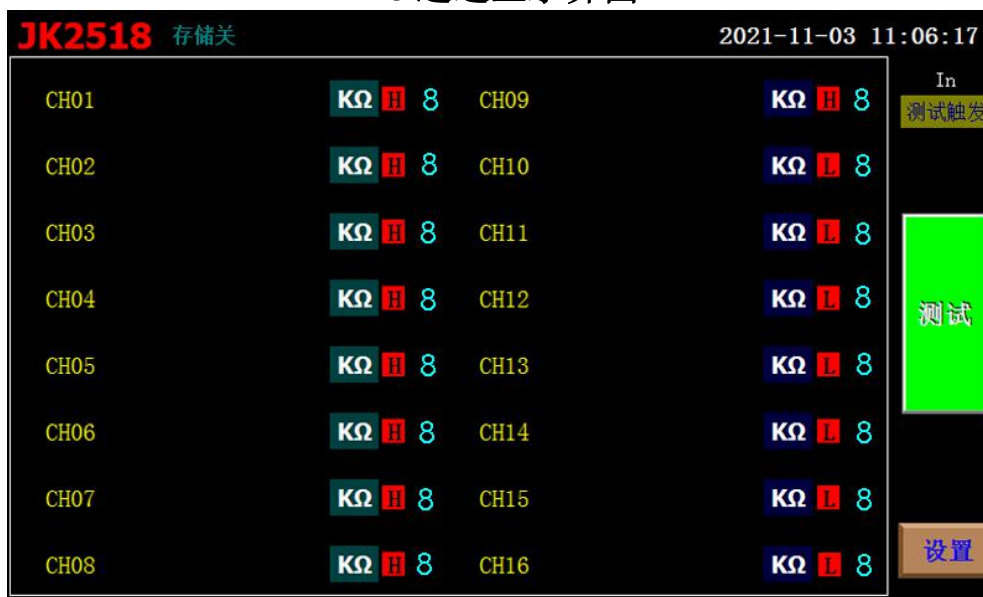 JK2518 存储关 2021-11-03 11:06:17
In
测试触发
CH01 KΩ H 8 CH09 KΩ H 8
CH02 KΩ H 8 CH10 KΩ L 8
CH03 KΩ H 8 CH11 KΩ L 8
CH04 KΩ H 8 CH12 KΩ L 8
测试
CH05 KΩ H 8 CH13 KΩ L 8
CH06 KΩ H 8 CH14 KΩ L 8
CH07 KΩ H 8 CH15 KΩ L 8
CH08 KΩ H 8 CH16 KΩ L 8
设置